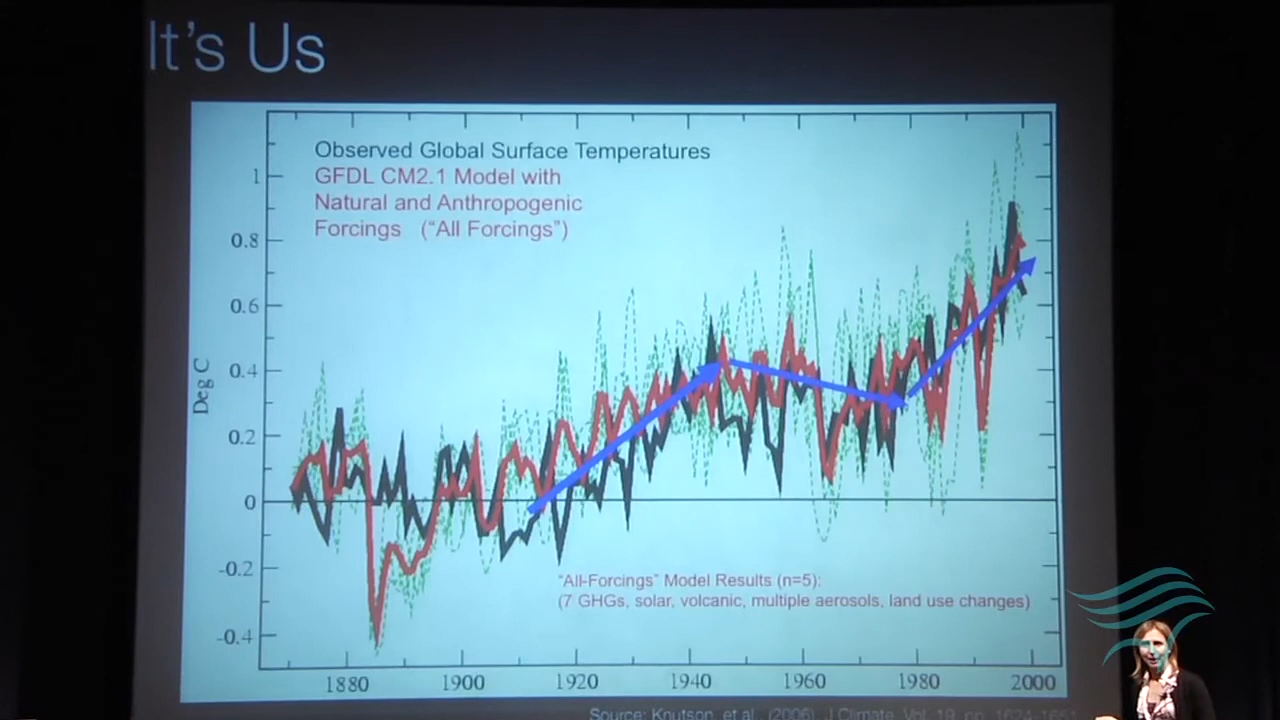 It's Us
Observed Global Surface Temperatures
GFDL CM2.1 Model with
Natural and Anthropogenic
Forcings ("All Forcings")
1
0.8
0.6
0.4
0.2
0
-0.2
-0.4
Deg C
"All-Forcings" Model Results (n=5):
(7 GHGs, solar, volcanic, multiple aerosols, land use changes)
1880 1900 1920 1940 1960 1980 2000
Source: Knutson, et al. (2006), J Climate, Vol. 19, pp.